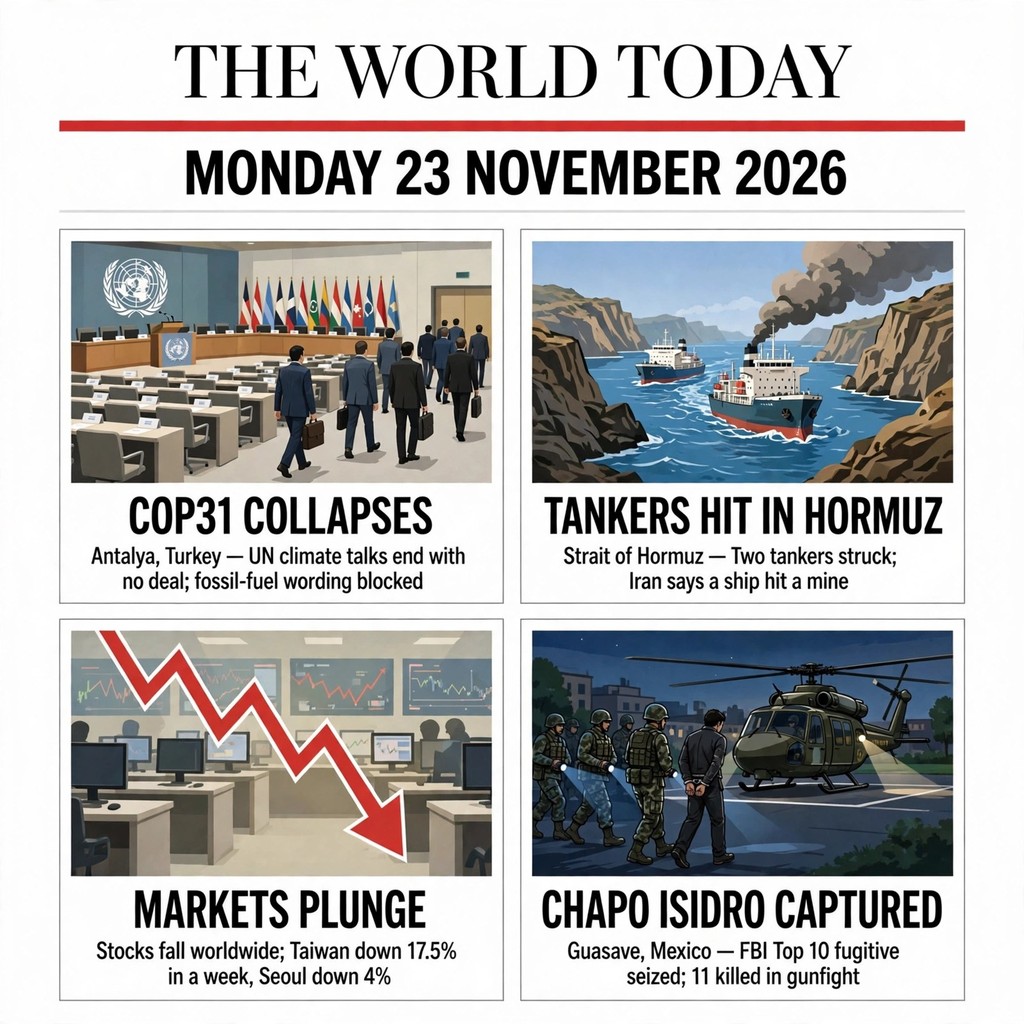 THE WORLD TODAY
MONDAY 23 NOVEMBER 2026
COP31 COLLAPSES
Antalya, Turkey — UN climate talks end with
no deal; fossil-fuel wording blocked
TANKERS HIT IN HORMUZ
Strait of Hormuz — Two tankers struck;
Iran says a ship hit a mine
MARKETS PLUNGE
Stocks fall worldwide; Taiwan down 17.5%
in a week, Seoul down 4%
CHAPO ISIDRO CAPTURED
Guasave, Mexico — FBI Top 10 fugitive
seized; 11 killed in gunfight